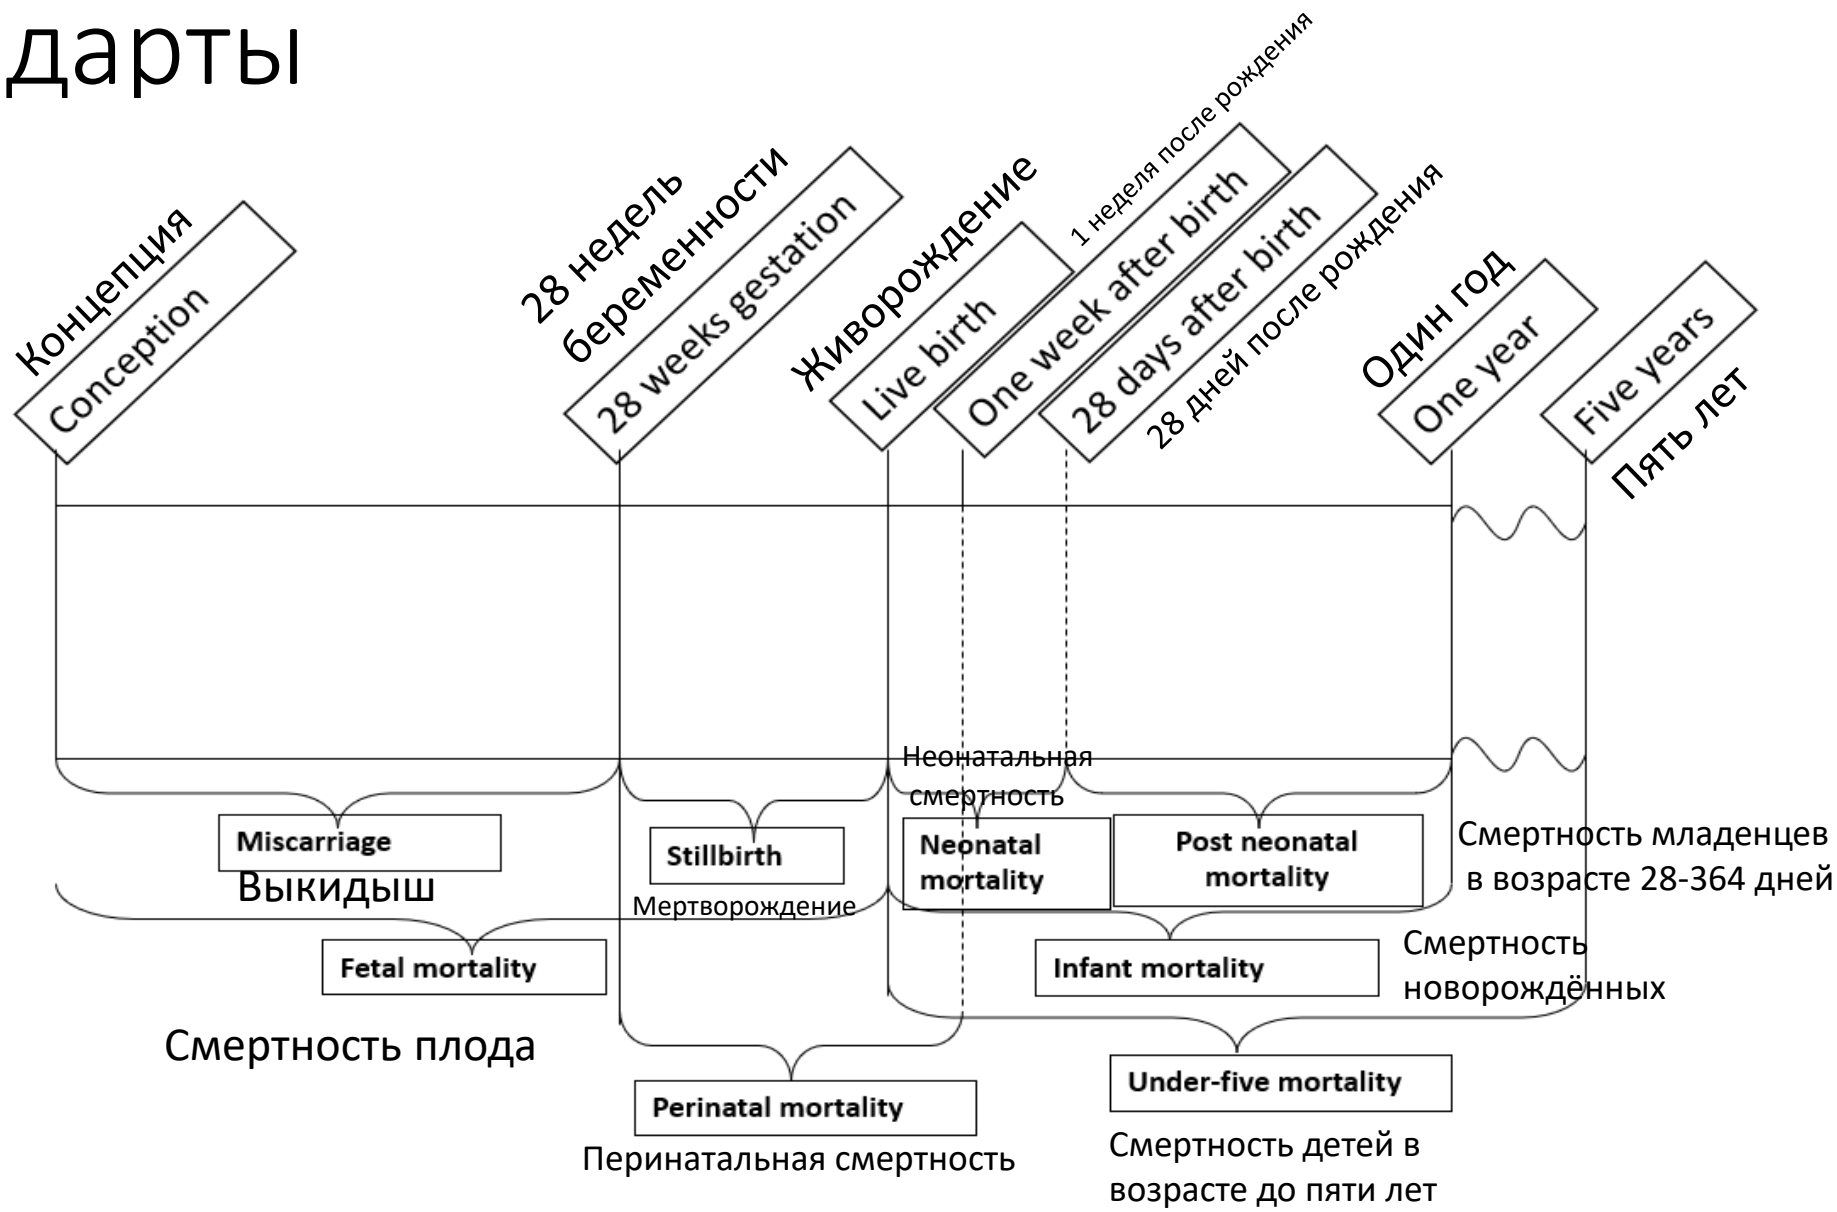 дарты
Концепция
Conception
28 недель
беременности
28 weeks gestation
Живорождение
Live birth
1 неделя после рождения
One week after birth
28 days after birth
28 дней после рождения
Один год
One year
Five years
Пять лет
Неонатальная
смертность
Miscarriage
Выкидыш
Stillbirth
Мертворождение
Neonatal
mortality
Post neonatal
mortality
Смертность младенцев
в возрасте 28-364 дней
Fetal mortality
Смертность плода
Infant mortality
Смертность
новорождённых
Perinatal mortality
Перинатальная смертность
Under-five mortality
Смертность детей в
возрасте до пяти лет